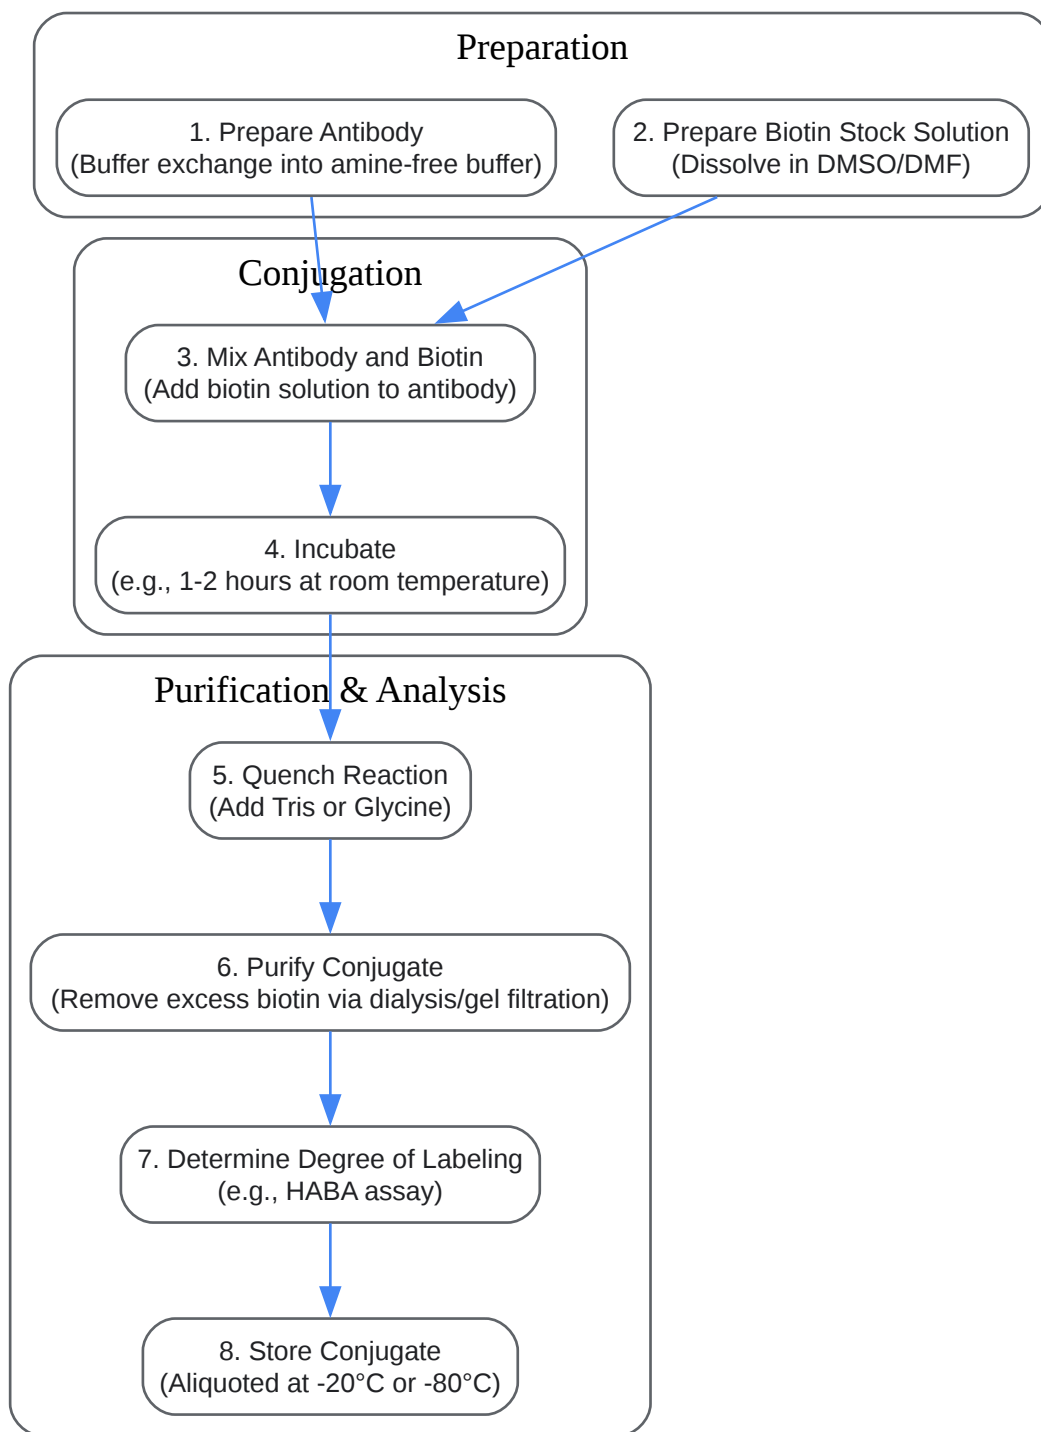 Preparation
1. Prepare Antibody
(Buffer exchange into amine-free buffer)
2. Prepare Biotin Stock Solution
(Dissolve in DMSO/DMF)
Conjugation
3. Mix Antibody and Biotin
(Add biotin solution to antibody)
4. Incubate
(e.g., 1-2 hours at room temperature)
Purification & Analysis
5. Quench Reaction
(Add Tris or Glycine)
6. Purify Conjugate
(Remove excess biotin via dialysis/gel filtration)
7. Determine Degree of Labeling
(e.g., HABA assay)
8. Store Conjugate
(Aliquoted at -20°C or -80°C)